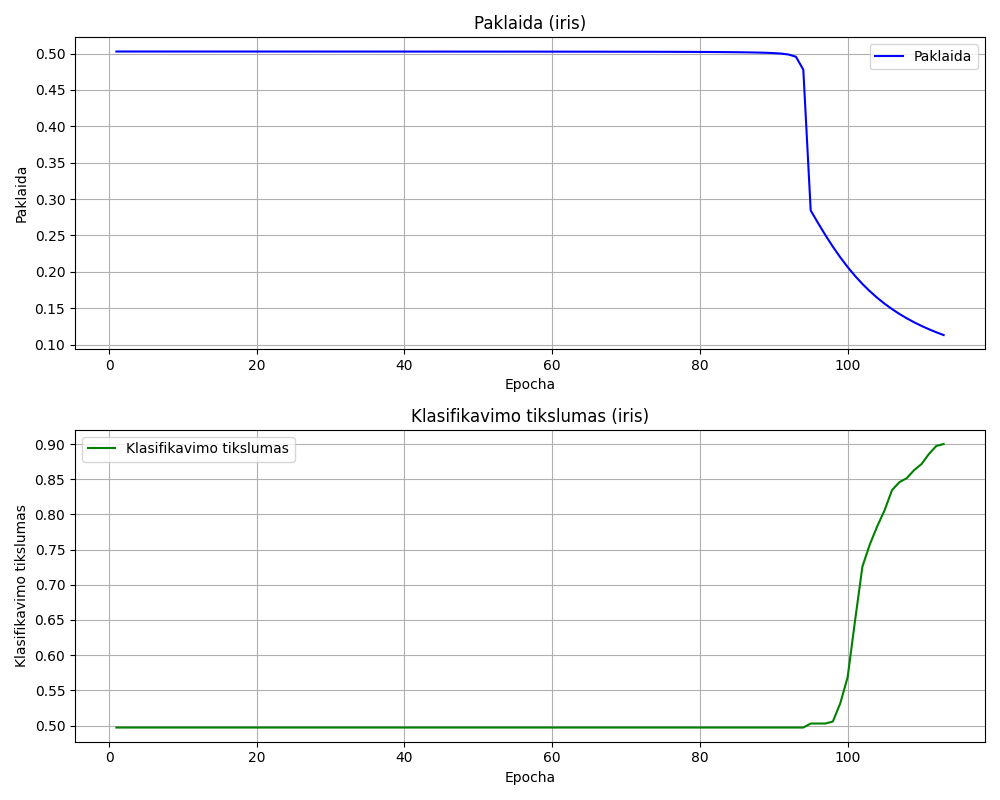 Paklaida (iris)
Paklaida
0.50
0.45
0.40
0.35
0.30
0.25
0.20
0.15
0.10
Paklaida
0 20 40 60 80 100
Epocha
Klasifikavimo tikslumas (iris)
Klasifikavimo tikslumas
0.90
0.85
0.80
0.75
0.70
0.65
0.60
0.55
0.50
Klasifikavimo tikslumas
0 20 40 60 80 100
Epocha